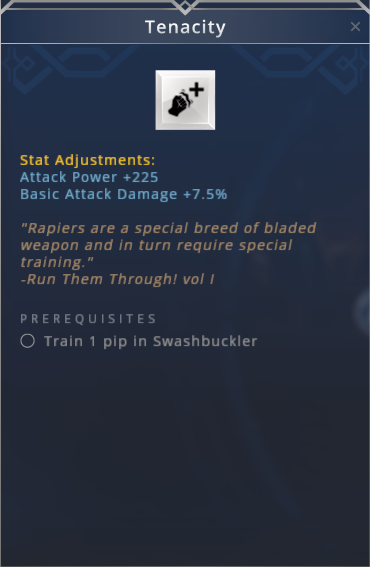 Tenacity
Stat Adjustments:
Attack Power +225
Basic Attack Damage +7.5%
"Rapiers are a special breed of bladed
weapon and in turn require special
training."
-Run Them Through! vol I
PREREQUISITES
Train 1 pip in Swashbuckler